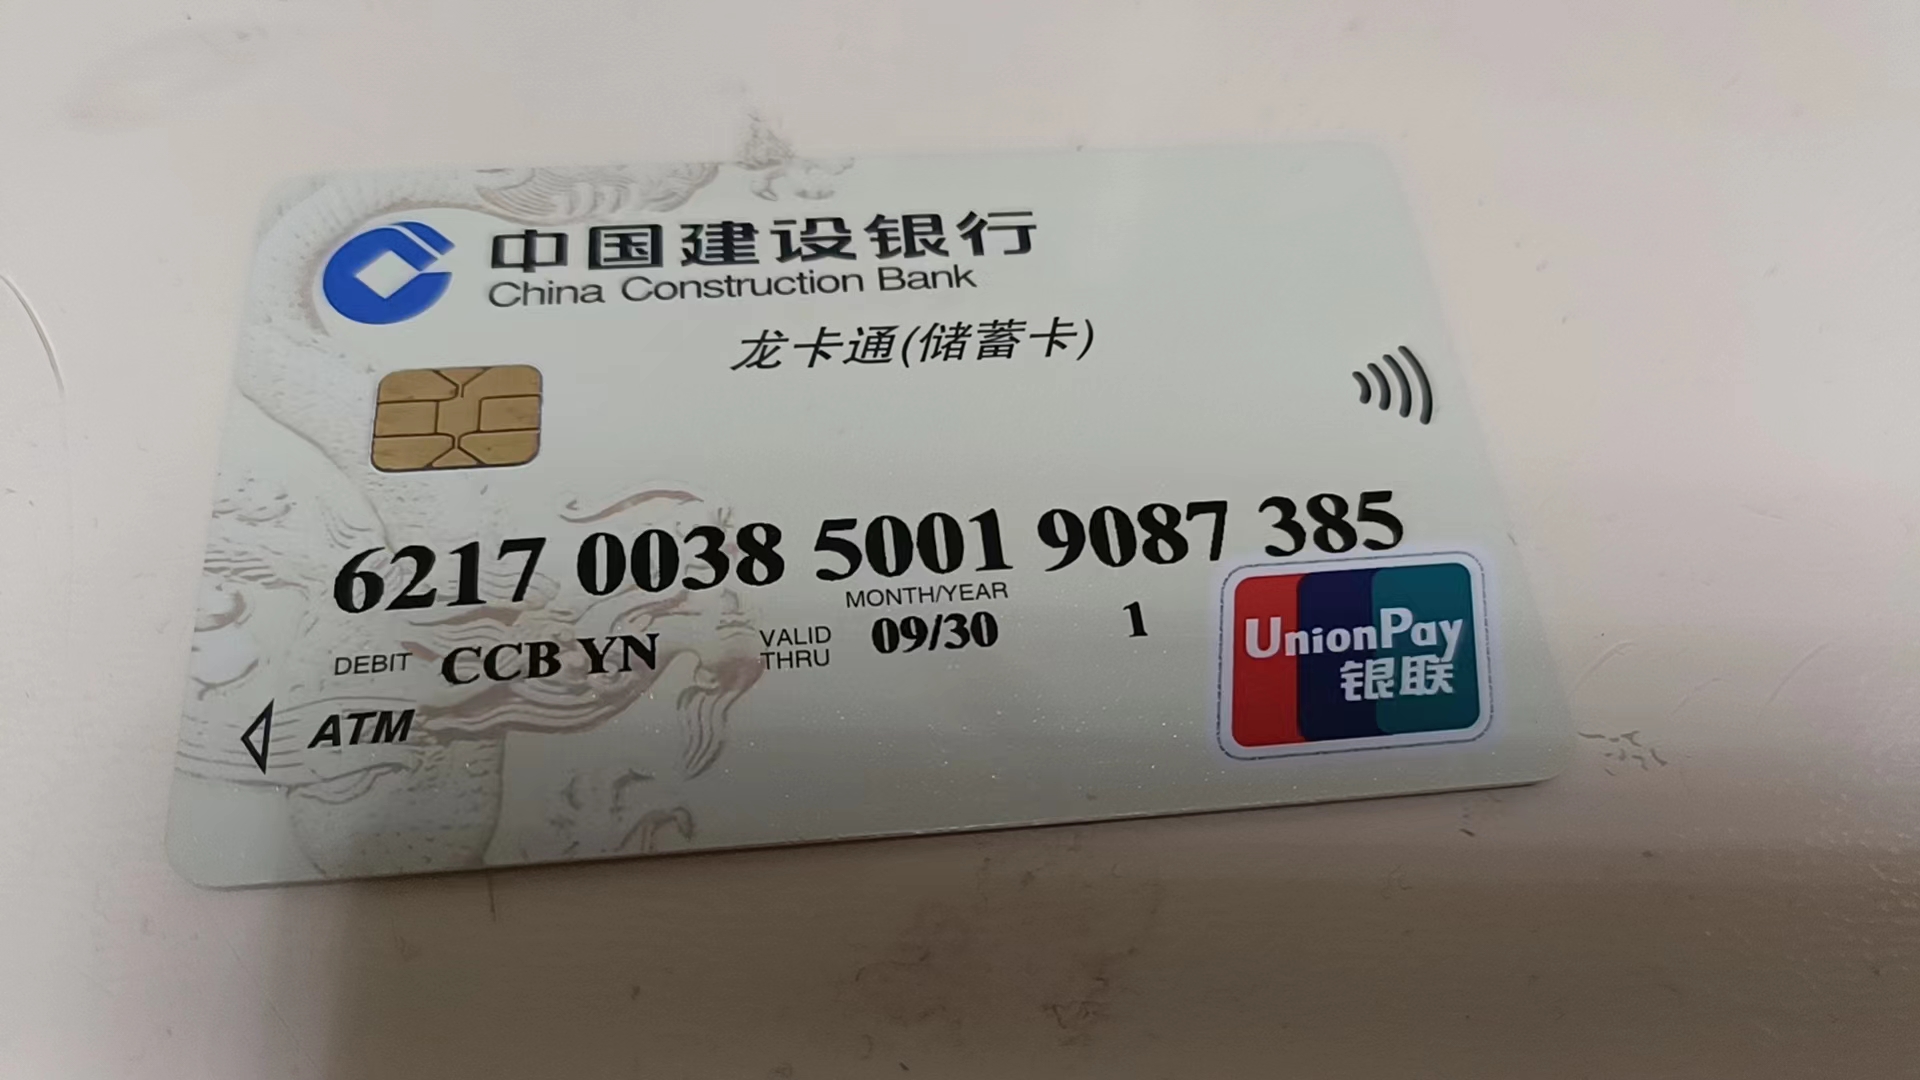 中国建设银行
China Construction Bank
龙卡通(储蓄卡)
6217 0038 5001 9087 385
MONTH/YEAR
DEBIT CCB YN VALID THRU 09/30 1
UnionPay
银联
ATM